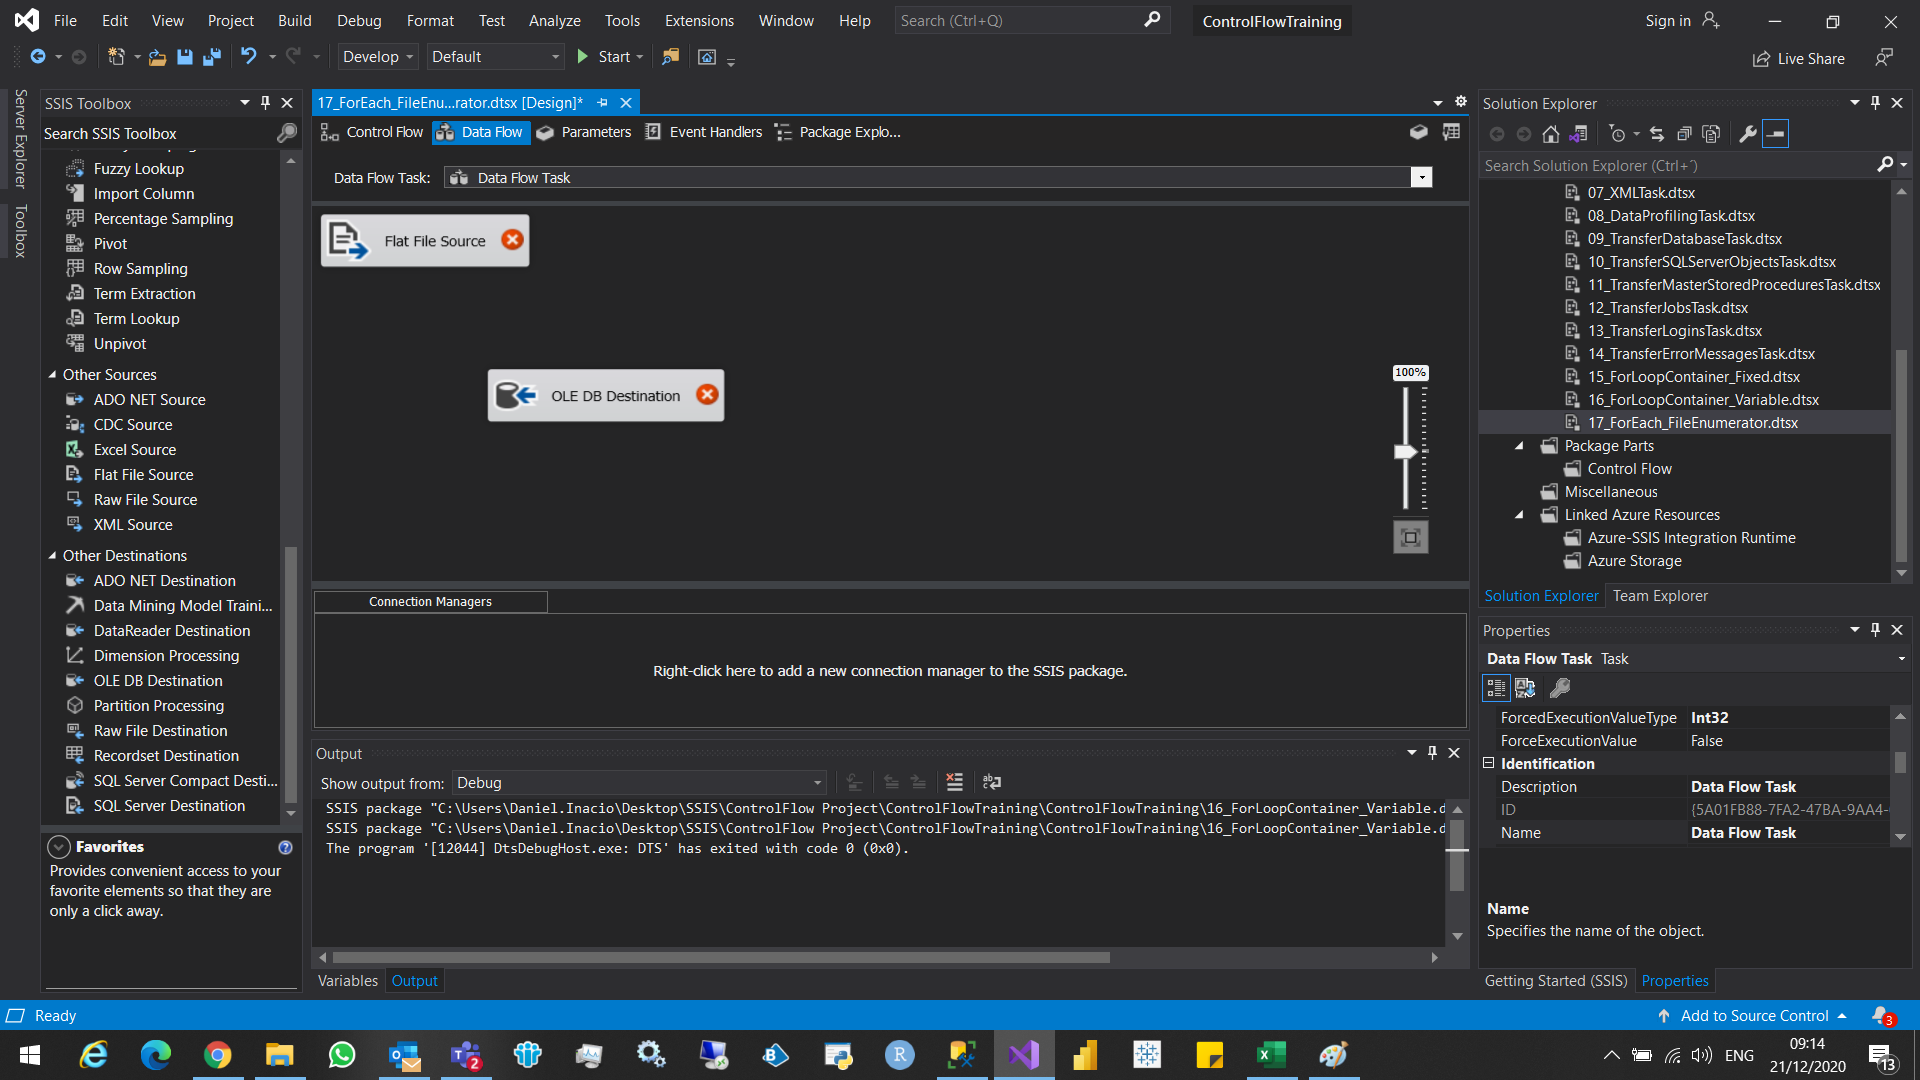 File Edit View Project Build Debug Format Test Analyze Tools Extensions Window Help Search (Ctrl+Q) ControlFlowTraining Sign in
Develop Default Start Live Share
Server Explorer
Toolbox
SSIS Toolbox
Search SSIS Toolbox
Fuzzy Lookup
Import Column
Percentage Sampling
Pivot
Row Sampling
Term Extraction
Term Lookup
Unpivot
Other Sources
ADO NET Source
CDC Source
Excel Source
Flat File Source
Raw File Source
XML Source
Other Destinations
ADO NET Destination
Data Mining Model Traini...
DataReader Destination
Dimension Processing
OLE DB Destination
Partition Processing
Raw File Destination
Recordset Destination
SQL Server Compact Desti...
SQL Server Destination
Favorites
Provides convenient access to your
favorite elements so that they are
only a click away.
17_ForEach_FileEnu...rator.dtsx [Design]*
Control Flow Data Flow Parameters Event Handlers Package Explo...
Data Flow Task: Data Flow Task
Flat File Source
OLE DB Destination
100%
Connection Managers
Right-click here to add a new connection manager to the SSIS package.
Output
Show output from: Debug
SSIS package "C:\Users\Daniel.Inacio\Desktop\SSIS\ControlFlow Project\ControlFlowTraining\ControlFlowTraining\16_ForLoopContainer_Variable.d
SSIS package "C:\Users\Daniel.Inacio\Desktop\SSIS\ControlFlow Project\ControlFlowTraining\ControlFlowTraining\16_ForLoopContainer_Variable.d
The program '[12044] DtsDebugHost.exe: DTS' has exited with code 0 (0x0).
Variables Output
Solution Explorer
Search Solution Explorer (Ctrl+´)
07_XMLTask.dtsx
08_DataProfilingTask.dtsx
09_TransferDatabaseTask.dtsx
10_TransferSQLServerObjectsTask.dtsx
11_TransferMasterStoredProceduresTask.dtsx
12_TransferJobsTask.dtsx
13_TransferLoginsTask.dtsx
14_TransferErrorMessagesTask.dtsx
15_ForLoopContainer_Fixed.dtsx
16_ForLoopContainer_Variable.dtsx
17_ForEach_FileEnumerator.dtsx
Package Parts
Control Flow
Miscellaneous
Linked Azure Resources
Azure-SSIS Integration Runtime
Azure Storage
Solution Explorer Team Explorer
Properties
Data Flow Task Task
ForcedExecutionValueType Int32
ForceExecutionValue False
Identification
Description Data Flow Task
ID {5A01FB88-7FA2-47BA-9AA4-
Name Data Flow Task
Name
Specifies the name of the object.
Getting Started (SSIS) Properties
Ready Add to Source Control 3
2 ENG 09:14
21/12/2020 13